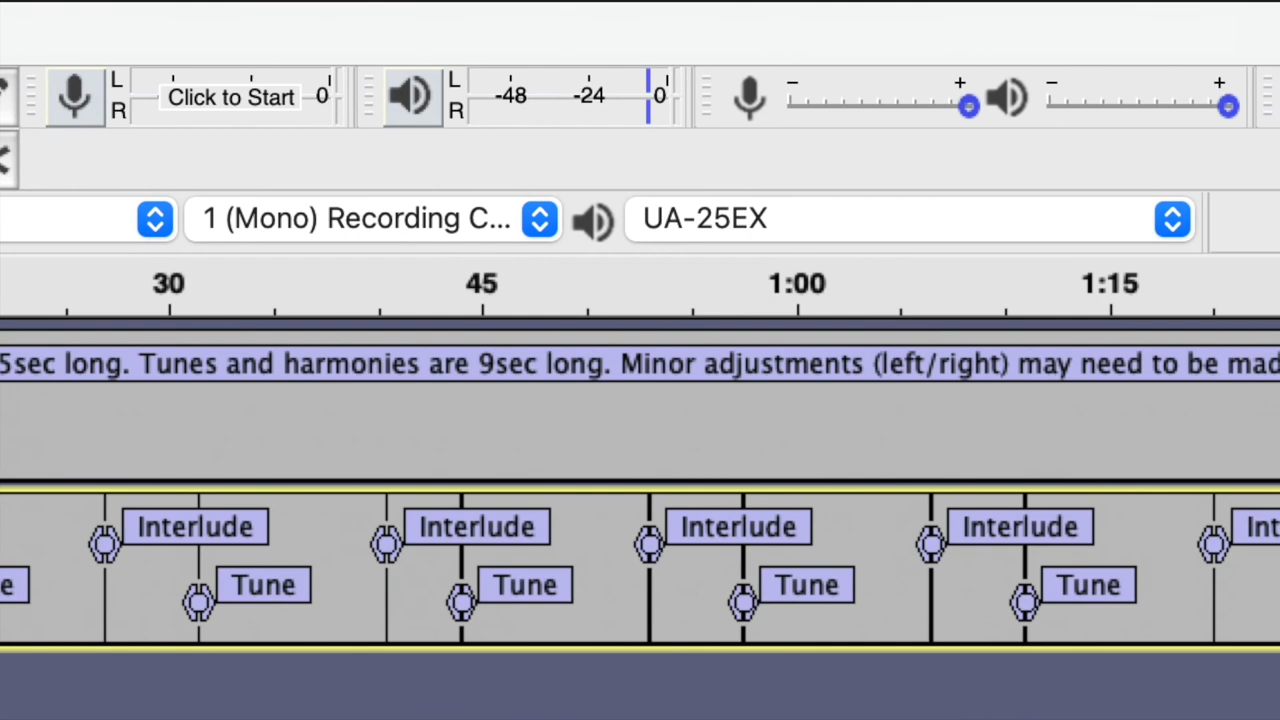 L L - + - +
Click to Start 0 -48 -24 0
R R
1 (Mono) Recording C... UA-25EX
30 45 1:00 1:15
5sec long. Tunes and harmonies are 9sec long. Minor adjustments (left/right) may need to be mad
Interlude Interlude Interlude Interlude Int
e Tune Tune Tune Tune